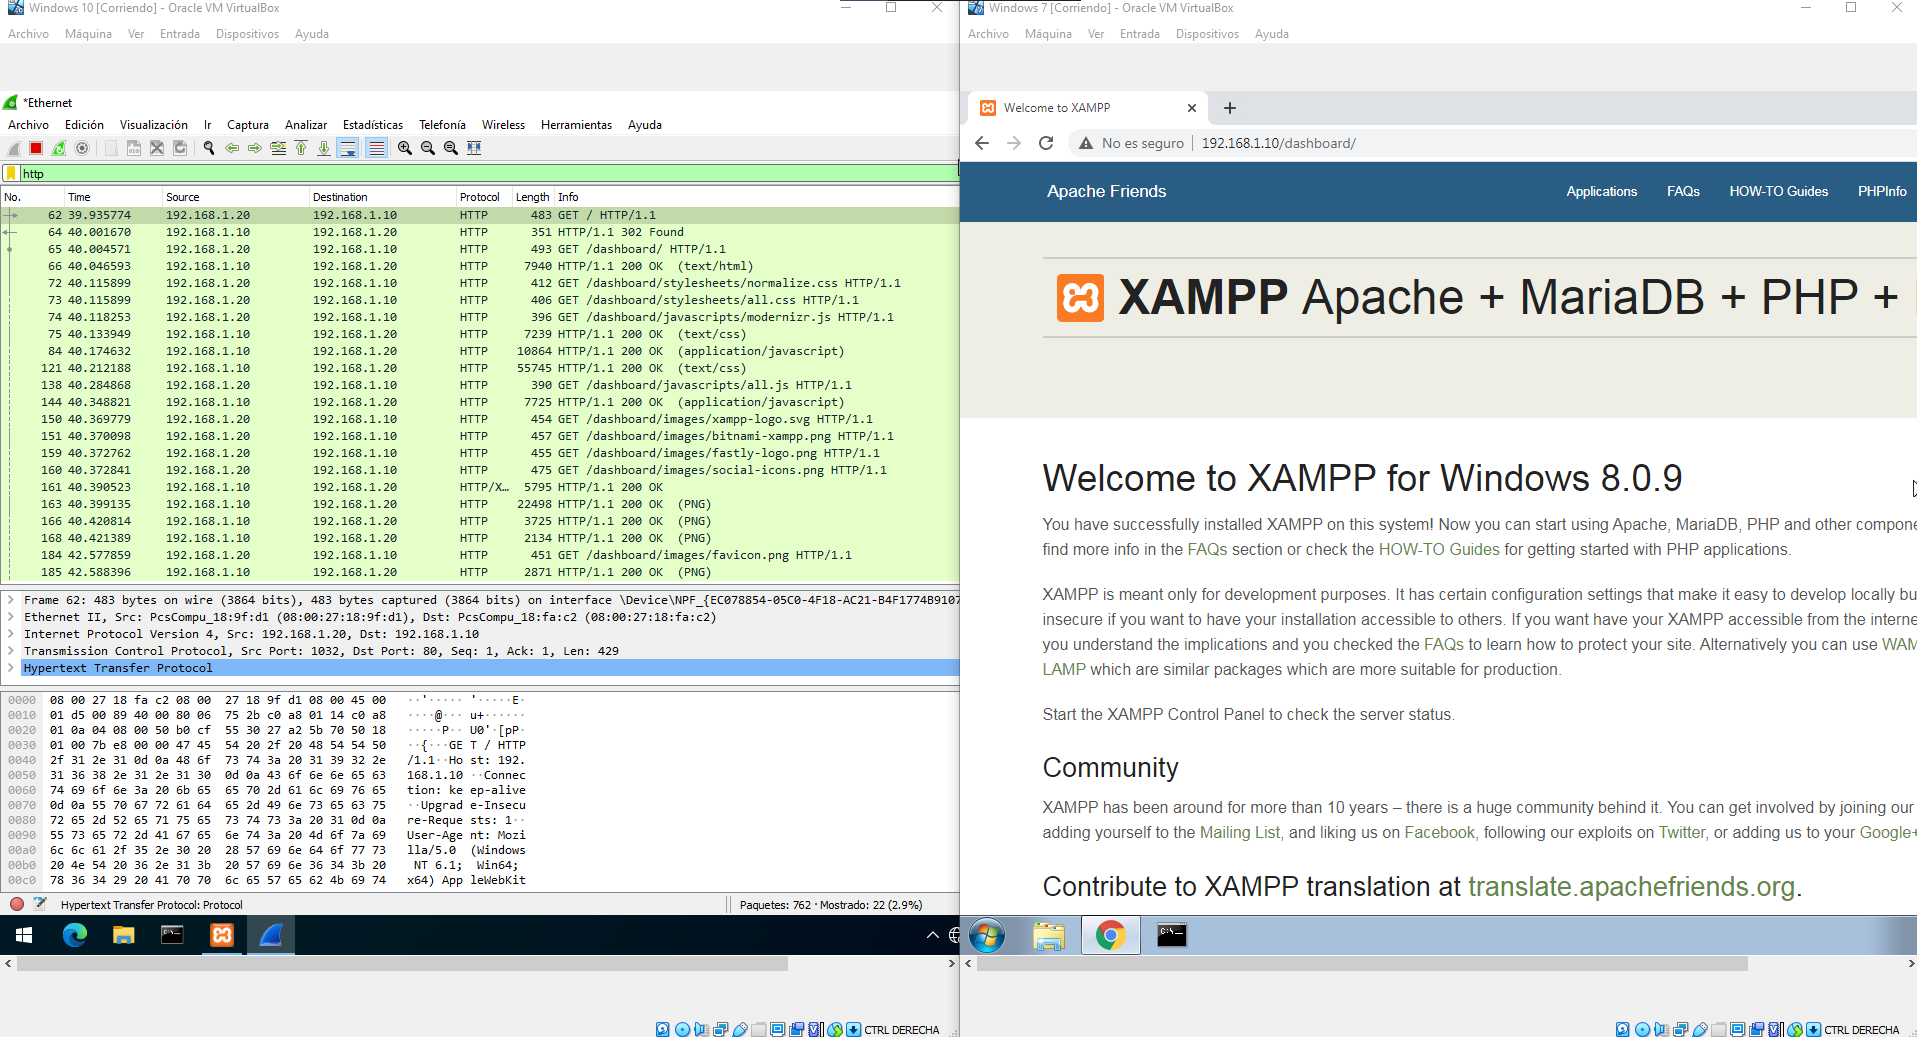 Windows 10 [Corriendo] - Oracle VM VirtualBox
Archivo Máquina Ver Entrada Dispositivos Ayuda
*Ethernet
Archivo Edición Visualización Ir Captura Analizar Estadísticas Telefonía Wireless Herramientas Ayuda
http
No. Time Source Destination Protocol Length Info
62 39.935774 192.168.1.20 192.168.1.10 HTTP 483 GET / HTTP/1.1
64 40.001670 192.168.1.10 192.168.1.20 HTTP 351 HTTP/1.1 302 Found
65 40.004571 192.168.1.20 192.168.1.10 HTTP 493 GET /dashboard/ HTTP/1.1
66 40.046593 192.168.1.10 192.168.1.20 HTTP 7940 HTTP/1.1 200 OK (text/html)
72 40.115899 192.168.1.20 192.168.1.10 HTTP 412 GET /dashboard/stylesheets/normalize.css HTTP/1.1
73 40.115899 192.168.1.20 192.168.1.10 HTTP 406 GET /dashboard/stylesheets/all.css HTTP/1.1
74 40.118253 192.168.1.20 192.168.1.10 HTTP 396 GET /dashboard/javascripts/modernizr.js HTTP/1.1
75 40.133949 192.168.1.10 192.168.1.20 HTTP 7239 HTTP/1.1 200 OK (text/css)
84 40.174632 192.168.1.10 192.168.1.20 HTTP 10864 HTTP/1.1 200 OK (application/javascript)
121 40.212188 192.168.1.10 192.168.1.20 HTTP 55745 HTTP/1.1 200 OK (text/css)
138 40.284868 192.168.1.20 192.168.1.10 HTTP 390 GET /dashboard/javascripts/all.js HTTP/1.1
144 40.348821 192.168.1.10 192.168.1.20 HTTP 7725 HTTP/1.1 200 OK (application/javascript)
150 40.369779 192.168.1.20 192.168.1.10 HTTP 454 GET /dashboard/images/xampp-logo.svg HTTP/1.1
151 40.370098 192.168.1.20 192.168.1.10 HTTP 457 GET /dashboard/images/bitnami-xampp.png HTTP/1.1
159 40.372762 192.168.1.20 192.168.1.10 HTTP 455 GET /dashboard/images/fastly-logo.png HTTP/1.1
160 40.372841 192.168.1.20 192.168.1.10 HTTP 475 GET /dashboard/images/social-icons.png HTTP/1.1
161 40.390523 192.168.1.10 192.168.1.20 HTTP/X... 5795 HTTP/1.1 200 OK
163 40.399135 192.168.1.10 192.168.1.20 HTTP 22498 HTTP/1.1 200 OK (PNG)
166 40.420814 192.168.1.10 192.168.1.20 HTTP 3725 HTTP/1.1 200 OK (PNG)
168 40.421389 192.168.1.10 192.168.1.20 HTTP 2134 HTTP/1.1 200 OK (PNG)
184 42.577859 192.168.1.20 192.168.1.10 HTTP 451 GET /dashboard/images/favicon.png HTTP/1.1
185 42.588396 192.168.1.10 192.168.1.20 HTTP 2871 HTTP/1.1 200 OK (PNG)
Frame 62: 483 bytes on wire (3864 bits), 483 bytes captured (3864 bits) on interface \Device\NPF_{EC078854-05C0-4F18-AC21-B4F1774B9107
Ethernet II, Src: PcsCompu_18:9f:d1 (08:00:27:18:9f:d1), Dst: PcsCompu_18:fa:c2 (08:00:27:18:fa:c2)
Internet Protocol Version 4, Src: 192.168.1.20, Dst: 192.168.1.10
Transmission Control Protocol, Src Port: 1032, Dst Port: 80, Seq: 1, Ack: 1, Len: 429
Hypertext Transfer Protocol
0000 08 00 27 18 fa c2 08 00 27 18 9f d1 08 00 45 00 ··'····· '·····E·
0010 01 d5 00 89 40 00 80 06 75 2b c0 a8 01 14 c0 a8 ····@··· u+······
0020 01 0a 04 08 00 50 b0 cf 55 30 27 a2 5b 70 50 18 ·····P·· U0'·[pP·
0030 01 00 7b e8 00 00 47 45 54 20 2f 20 48 54 54 50 ··{···GE T / HTTP
0040 2f 31 2e 31 0d 0a 48 6f 73 74 3a 20 31 39 32 2e /1.1··Ho st: 192.
0050 31 36 38 2e 31 2e 31 30 0d 0a 43 6f 6e 6e 65 63 168.1.10 ··Connec
0060 74 69 6f 6e 3a 20 6b 65 65 70 2d 61 6c 69 76 65 tion: ke ep-alive
0070 0d 0a 55 70 67 72 61 64 65 2d 49 6e 73 65 63 75 ··Upgrad e-Insecu
0080 72 65 2d 52 65 71 75 65 73 74 73 3a 20 31 0d 0a re-Reque sts: 1··
0090 55 73 65 72 2d 41 67 65 6e 74 3a 20 4d 6f 7a 69 User-Age nt: Mozi
00a0 6c 6c 61 2f 35 2e 30 20 28 57 69 6e 64 6f 77 73 lla/5.0 (Windows
00b0 20 4e 54 20 36 2e 31 3b 20 57 69 6e 36 34 3b 20 NT 6.1; Win64;
00c0 78 36 34 29 20 41 70 70 6c 65 57 65 62 4b 69 74 x64) App leWebKit
Hypertext Transfer Protocol: Protocol Paquetes: 762 · Mostrado: 22 (2.9%)
CTRL DERECHA
Windows 7 [Corriendo] - Oracle VM VirtualBox
Archivo Máquina Ver Entrada Dispositivos Ayuda
Welcome to XAMPP
No es seguro 192.168.1.10/dashboard/
Apache Friends Applications FAQs HOW-TO Guides PHPInfo
XAMPP Apache + MariaDB + PHP +
Welcome to XAMPP for Windows 8.0.9
You have successfully installed XAMPP on this system! Now you can start using Apache, MariaDB, PHP and other compone
find more info in the FAQs section or check the HOW-TO Guides for getting started with PHP applications.
XAMPP is meant only for development purposes. It has certain configuration settings that make it easy to develop locally bu
insecure if you want to have your installation accessible to others. If you want have your XAMPP accessible from the interne
you understand the implications and you checked the FAQs to learn how to protect your site. Alternatively you can use WAM
LAMP which are similar packages which are more suitable for production.
Start the XAMPP Control Panel to check the server status.
Community
XAMPP has been around for more than 10 years – there is a huge community behind it. You can get involved by joining our
adding yourself to the Mailing List, and liking us on Facebook, following our exploits on Twitter, or adding us to your Google+
Contribute to XAMPP translation at translate.apachefriends.org.
CTRL DERECHA